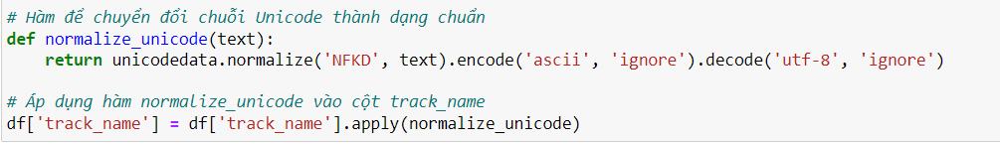 # Hàm để chuyển đổi chuỗi Unicode thành dạng chuẩn
def normalize_unicode(text):
    return unicodedata.normalize('NFKD', text).encode('ascii', 'ignore').decode('utf-8', 'ignore')
# Áp dụng hàm normalize_unicode vào cột track_name
df['track_name'] = df['track_name'].apply(normalize_unicode)